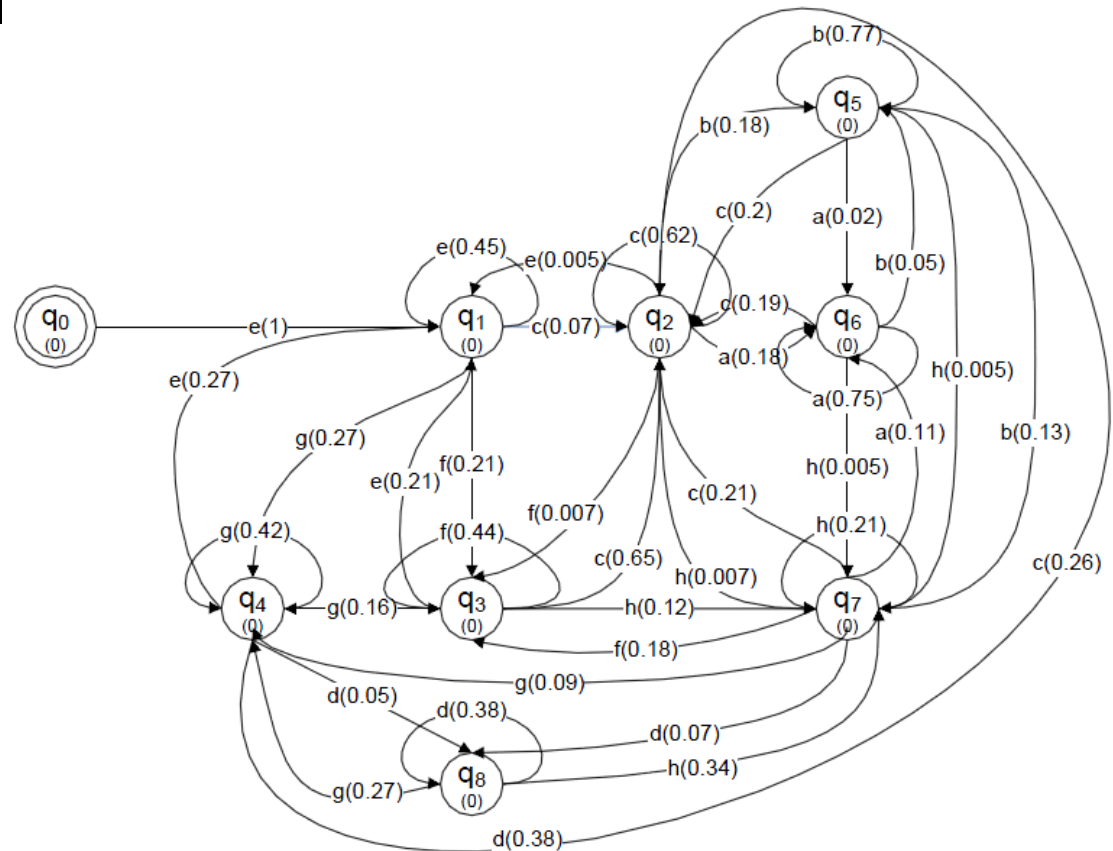 b(0.77)
q5
(0)
b(0.18)
c(0.2)
a(0.02)
c(0.62)
e(0.45)
e(0.005)
b(0.05)
c(0.19)
q0
(0)
e(1)
q1
(0)
c(0.07)
q2
(0)
q6
(0)
a(0.18)
h(0.005)
e(0.27)
a(0.75)
g(0.27)
a(0.11)
b(0.13)
f(0.21)
h(0.005)
e(0.21)
c(0.21)
f(0.007)
g(0.42)
f(0.44)
h(0.21)
c(0.65)
c(0.26)
h(0.007)
q4
(0)
g(0.16)
q3
(0)
h(0.12)
q7
(0)
f(0.18)
g(0.09)
d(0.05)
d(0.38)
d(0.07)
h(0.34)
q8
(0)
g(0.27)
d(0.38)